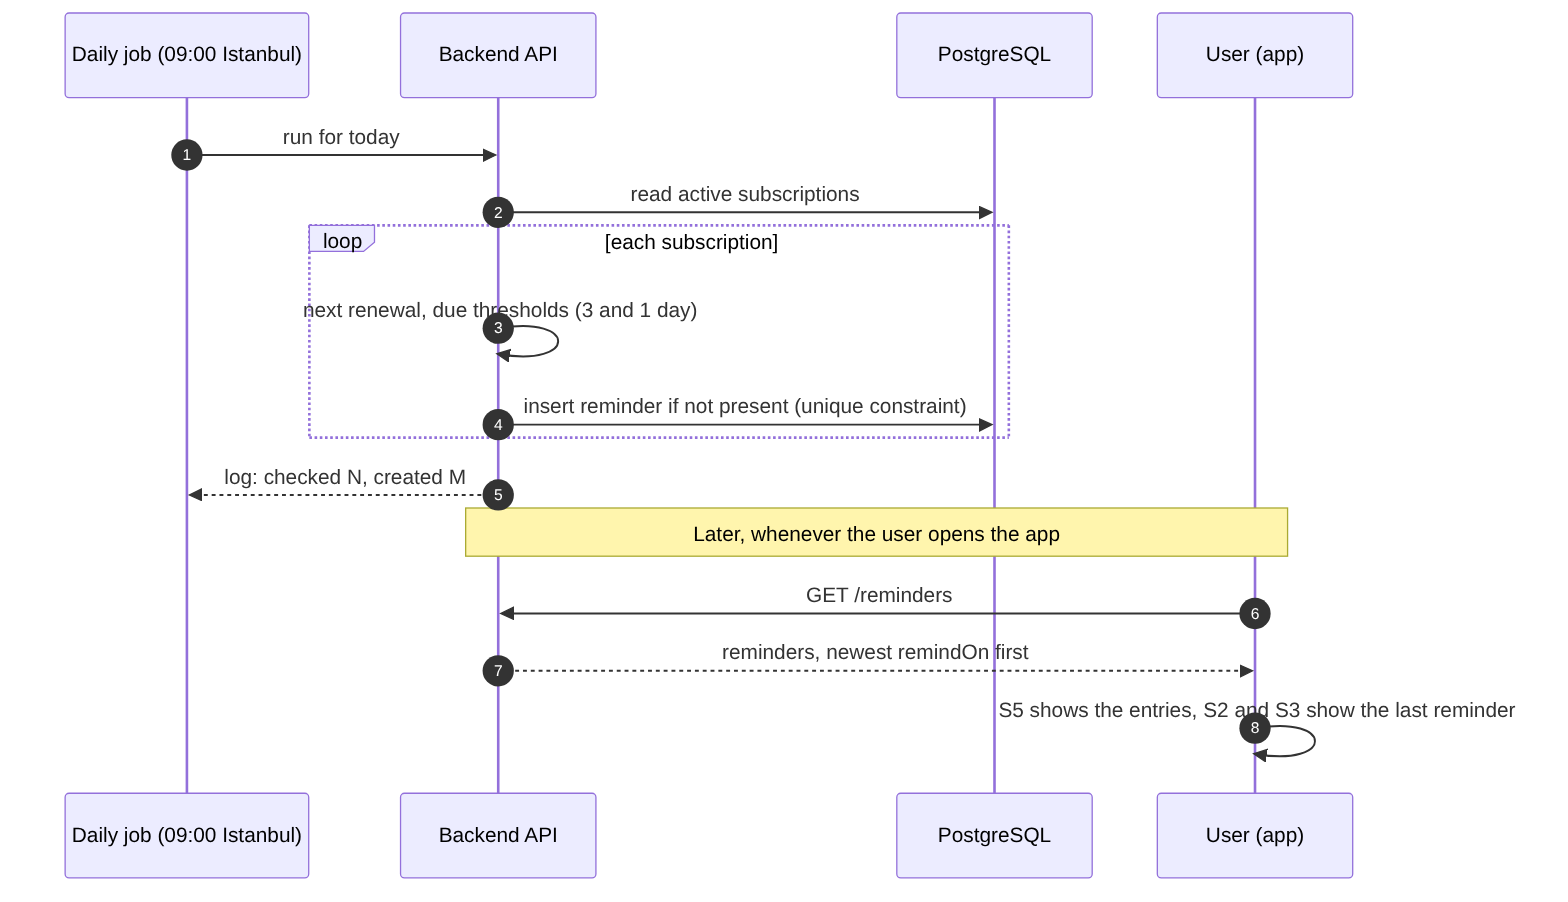 Daily job (09:00 Istanbul)
Backend API
PostgreSQL
User (app)
1
run for today
2
read active subscriptions
loop
[each subscription]
next renewal, due thresholds (3 and 1 day)
3
insert reminder if not present (unique constraint)
4
log: checked N, created M
5
Later, whenever the user opens the app
GET /reminders
6
reminders, newest remindOn first
7
S5 shows the entries, S2 and S3 show the last reminder
8
Daily job (09:00 Istanbul)
Backend API
PostgreSQL
User (app)